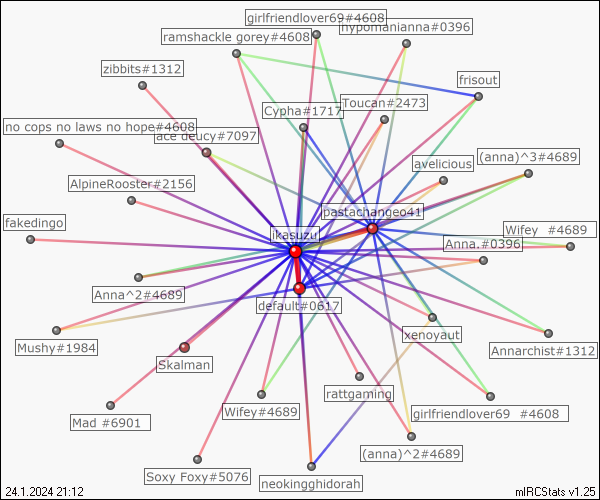 girlfriendlover69#4608
hypomanianna#0396
ramshackle gorey#4608
zibbits#1312
frisout
Toucan#2473
Cypha#1717
no cops no laws no hope#4608
ace deucy#7097
avelicious
(anna)^3#4689
AlpineRooster#2156
pastachangeo41
fakedingo
ikasuzu
Wifey #4689
Anna.#0396
Anna^2#4689
default#0617
xenoyaut
Mushy#1984
Annarchist#1312
Skalman
rattgaming
Wifey#4689
girlfriendlover69 #4608
Mad #6901
(anna)^2#4689
Soxy Foxy#5076
neokingghidorah
24.1.2024 21:12
mIRCStats v1.25